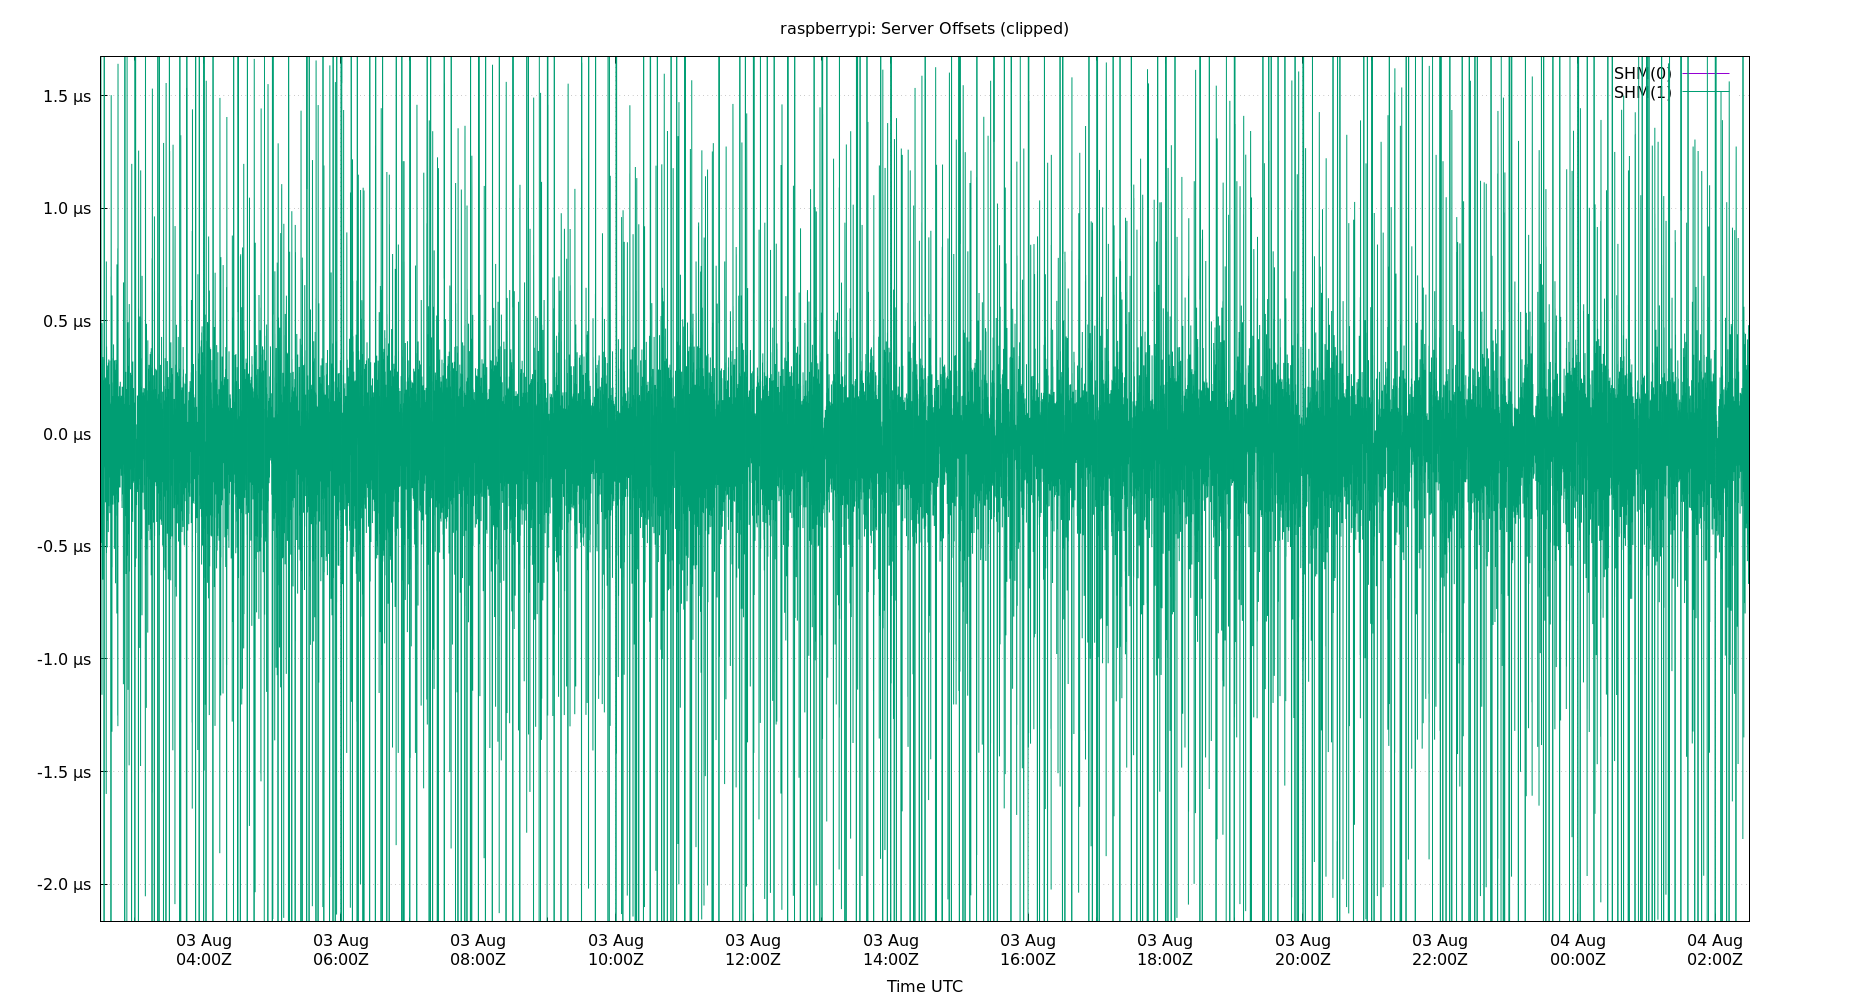 raspberrypi: Server Offsets (clipped)
SHM(0)
SHM(1)
1.5 µs
1.0 µs
0.5 µs
0.0 µs
-0.5 µs
-1.0 µs
-1.5 µs
-2.0 µs
03 Aug 03 Aug 03 Aug 03 Aug 03 Aug 03 Aug 03 Aug 03 Aug 03 Aug 03 Aug 04 Aug 04 Aug
04:00Z 06:00Z 08:00Z 10:00Z 12:00Z 14:00Z 16:00Z 18:00Z 20:00Z 22:00Z 00:00Z 02:00Z
Time UTC